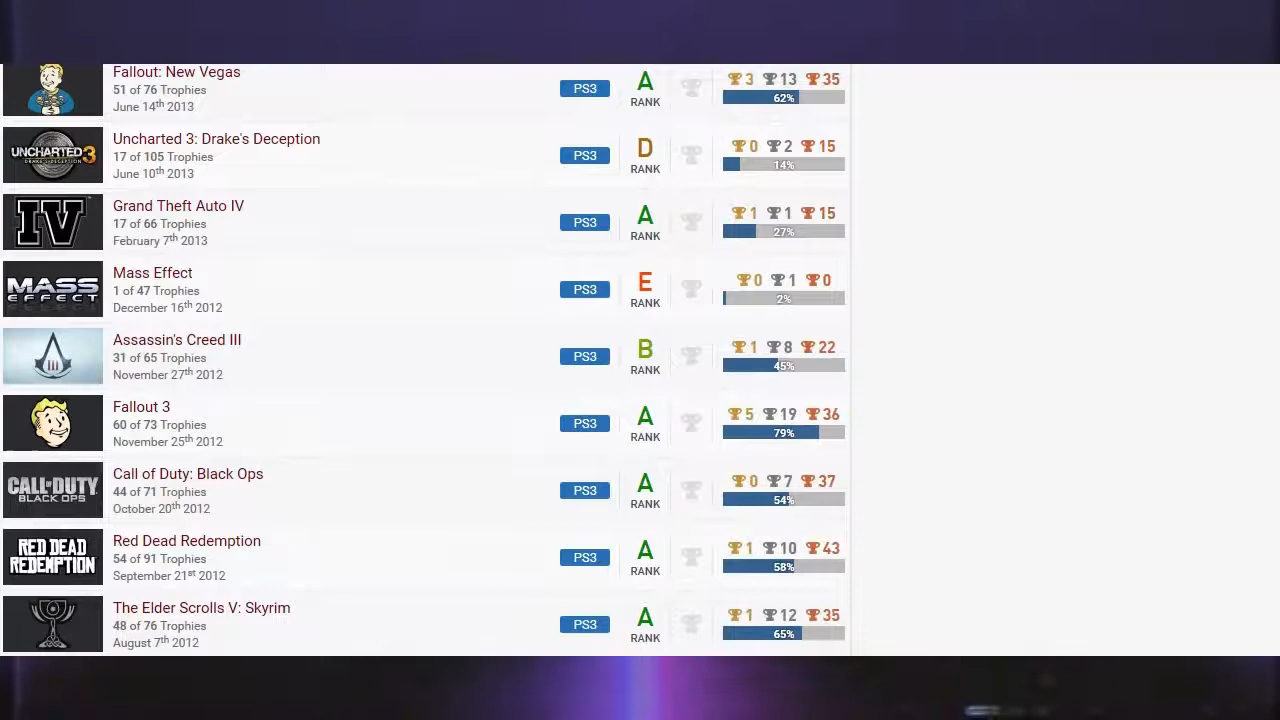 Fallout: New Vegas
51 of 76 Trophies
June 14th 2013
PS3
A
RANK
3 13 35
62%
UNCHARTED 3
DRAKE'S DECEPTION
Uncharted 3: Drake's Deception
17 of 105 Trophies
June 10th 2013
PS3
D
RANK
0 2 15
14%
IV
Grand Theft Auto IV
17 of 66 Trophies
February 7th 2013
PS3
A
RANK
1 1 15
27%
MASS
EFFECT
Mass Effect
1 of 47 Trophies
December 16th 2012
PS3
E
RANK
0 1 0
2%
III
Assassin's Creed III
31 of 65 Trophies
November 27th 2012
PS3
B
RANK
1 8 22
45%
Fallout 3
60 of 73 Trophies
November 25th 2012
PS3
A
RANK
5 19 36
79%
CALL OF DUTY
BLACK OPS
Call of Duty: Black Ops
44 of 71 Trophies
October 20th 2012
PS3
A
RANK
0 7 37
54%
RED DEAD
REDEMPTION
Red Dead Redemption
54 of 91 Trophies
September 21st 2012
PS3
A
RANK
1 10 43
58%
The Elder Scrolls V: Skyrim
48 of 76 Trophies
August 7th 2012
PS3
A
RANK
1 12 35
65%